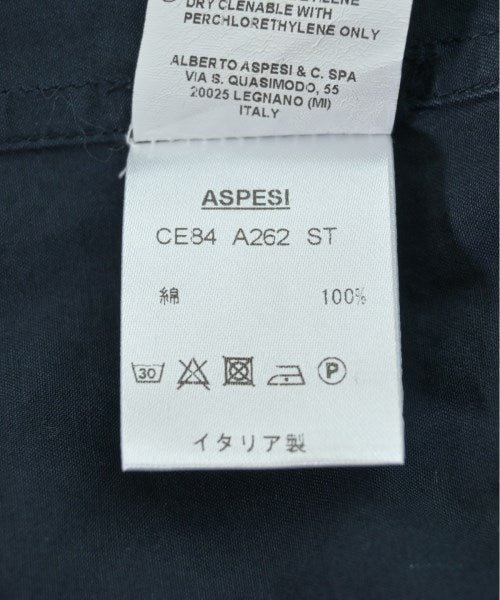 DRY CLENABLE WITH
PERCHLORETHYLENE ONLY
ALBERTO ASPESI & C. SPA
VIA S. QUASIMODO, 55
20025 LEGNANO (MI)
ITALY
ASPESI
CE84 A262 ST
綿 100%
30 P
イタリア製